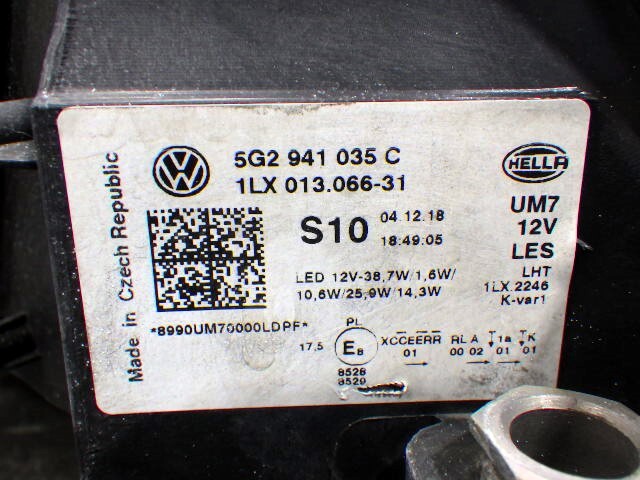 Made in Czech Republic
5G2 941 035 C
1LX 013.066-31
HELLA
S10
04.12.18
18:49:05
UM7
12V
LES
LHT
1LX.2246
K-var1
LED 12V-38,7W/1,6W/
10,6W/25,9W/14,3W
*8990UM70000LDPF*
PL
17,5
E8
8528
8529
XCCEERR
01
RL A 1a K
00 02 01 01